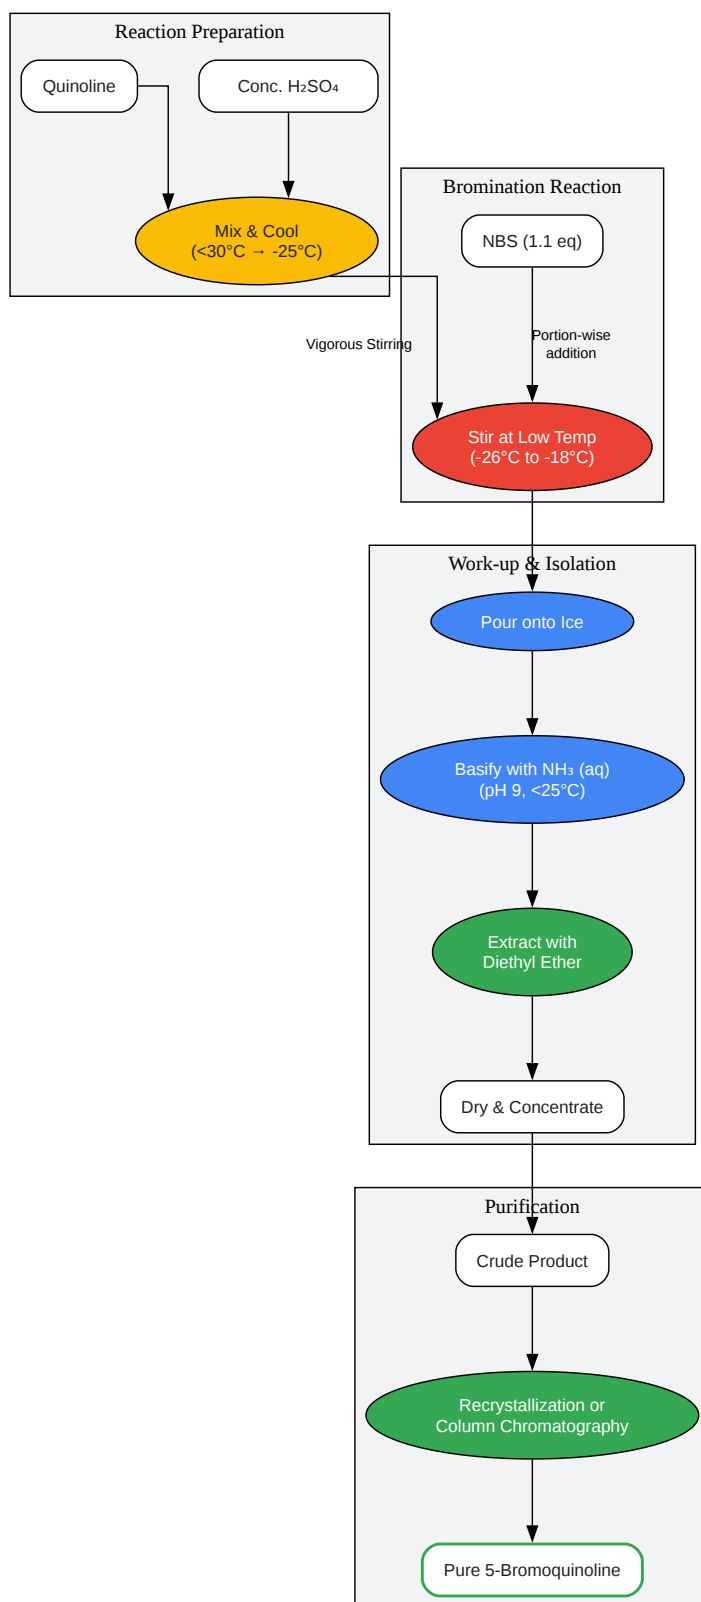 Reaction Preparation
Quinoline
Conc. H₂SO₄
Mix & Cool
(<30°C → -25°C)
Bromination Reaction
NBS (1.1 eq)
Vigorous Stirring
Portion-wise
addition
Stir at Low Temp
(-26°C to -18°C)
Work-up & Isolation
Pour onto Ice
Basify with NH₃ (aq)
(pH 9, <25°C)
Extract with
Diethyl Ether
Dry & Concentrate
Purification
Crude Product
Recrystallization or
Column Chromatography
Pure 5-Bromoquinoline